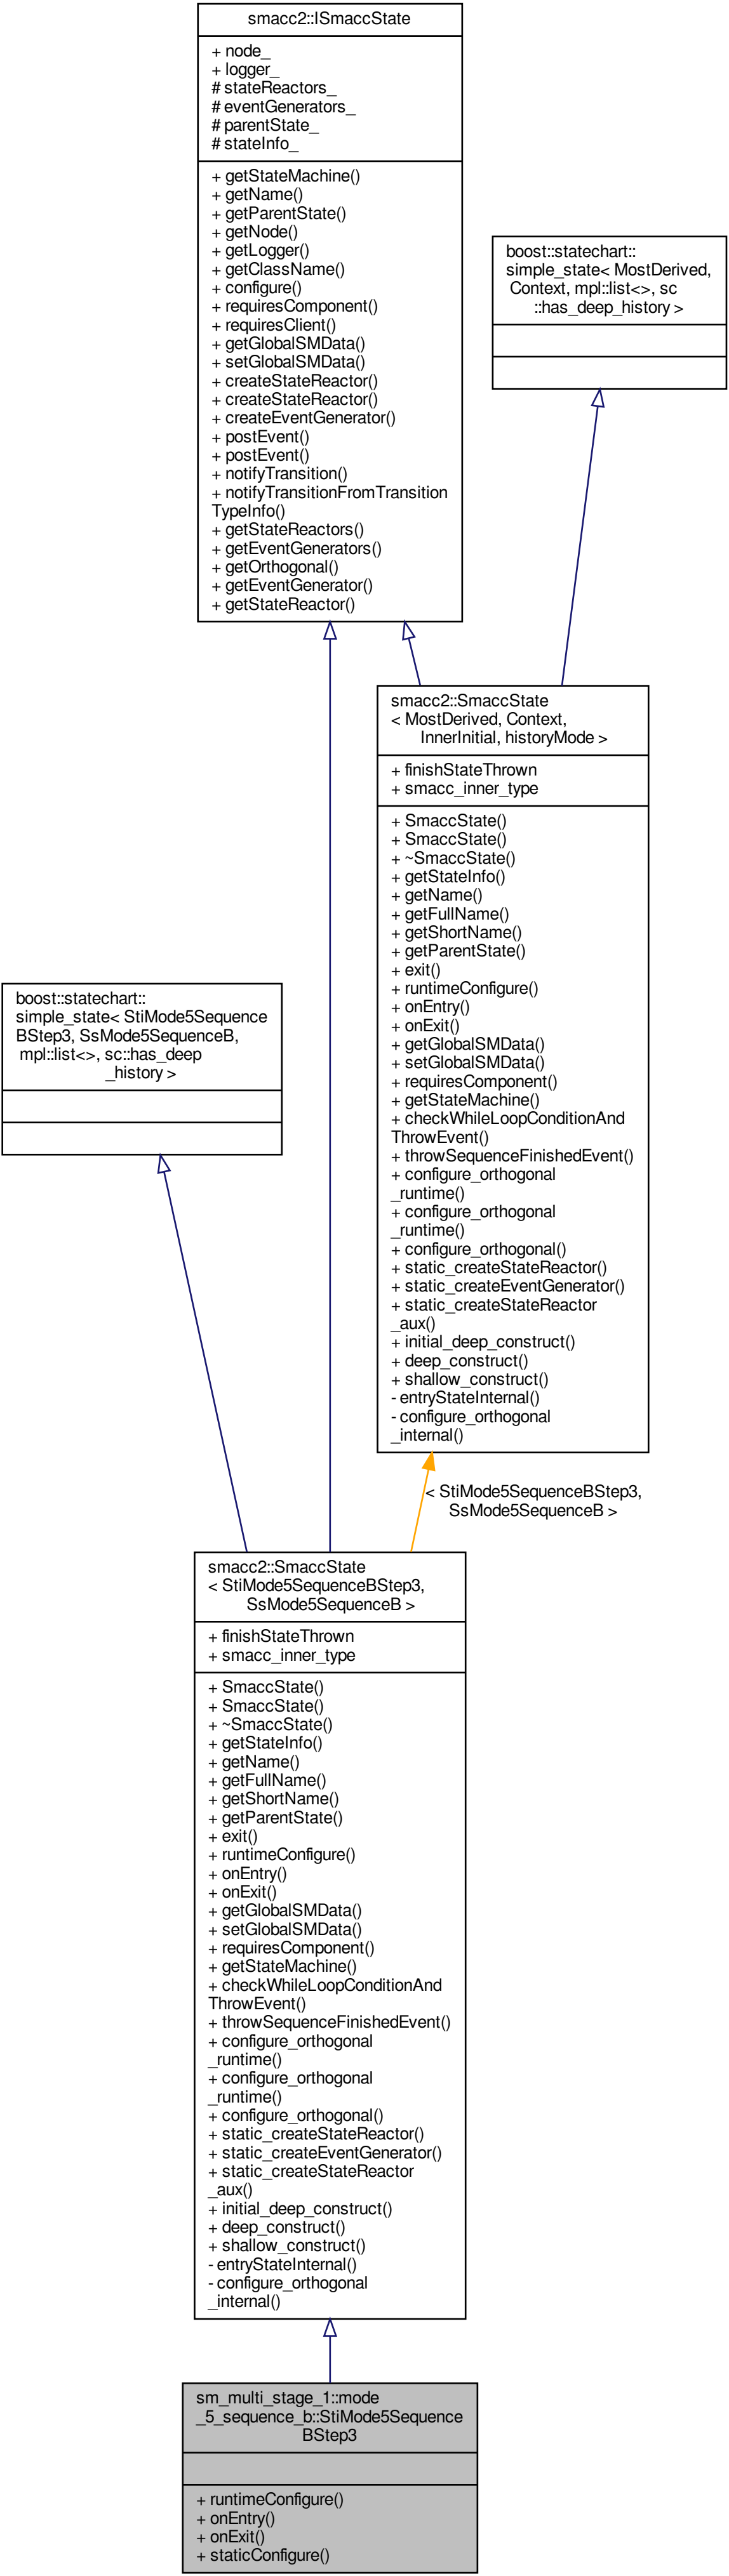 smacc2::ISmaccState
+ node_
+ logger_
# stateReactors_
# eventGenerators_
# parentState_
# stateInfo_
+ getStateMachine()
+ getName()
+ getParentState()
+ getNode()
+ getLogger()
+ getClassName()
+ configure()
+ requiresComponent()
+ requiresClient()
+ getGlobalSMData()
+ setGlobalSMData()
+ createStateReactor()
+ createStateReactor()
+ createEventGenerator()
+ postEvent()
+ postEvent()
+ notifyTransition()
+ notifyTransitionFromTransition
TypeInfo()
+ getStateReactors()
+ getEventGenerators()
+ getOrthogonal()
+ getEventGenerator()
+ getStateReactor()
boost::statechart::
simple_state< MostDerived,
Context, mpl::list<>, sc
::has_deep_history >
smacc2::SmaccState
< MostDerived, Context,
InnerInitial, historyMode >
+ finishStateThrown
+ smacc_inner_type
+ SmaccState()
+ SmaccState()
+ ~SmaccState()
+ getStateInfo()
+ getName()
+ getFullName()
+ getShortName()
+ getParentState()
+ exit()
+ runtimeConfigure()
+ onEntry()
+ onExit()
+ getGlobalSMData()
+ setGlobalSMData()
+ requiresComponent()
+ getStateMachine()
+ checkWhileLoopConditionAnd
ThrowEvent()
+ throwSequenceFinishedEvent()
+ configure_orthogonal
_runtime()
+ configure_orthogonal
_runtime()
+ configure_orthogonal()
+ static_createStateReactor()
+ static_createEventGenerator()
+ static_createStateReactor
_aux()
+ initial_deep_construct()
+ deep_construct()
+ shallow_construct()
- entryStateInternal()
- configure_orthogonal
_internal()
boost::statechart::
simple_state< StiMode5Sequence
BStep3, SsMode5SequenceB,
mpl::list<>, sc::has_deep
_history >
< StiMode5SequenceBStep3,
SsMode5SequenceB >
smacc2::SmaccState
< StiMode5SequenceBStep3,
SsMode5SequenceB >
+ finishStateThrown
+ smacc_inner_type
+ SmaccState()
+ SmaccState()
+ ~SmaccState()
+ getStateInfo()
+ getName()
+ getFullName()
+ getShortName()
+ getParentState()
+ exit()
+ runtimeConfigure()
+ onEntry()
+ onExit()
+ getGlobalSMData()
+ setGlobalSMData()
+ requiresComponent()
+ getStateMachine()
+ checkWhileLoopConditionAnd
ThrowEvent()
+ throwSequenceFinishedEvent()
+ configure_orthogonal
_runtime()
+ configure_orthogonal
_runtime()
+ configure_orthogonal()
+ static_createStateReactor()
+ static_createEventGenerator()
+ static_createStateReactor
_aux()
+ initial_deep_construct()
+ deep_construct()
+ shallow_construct()
- entryStateInternal()
- configure_orthogonal
_internal()
sm_multi_stage_1::mode
_5_sequence_b::StiMode5Sequence
BStep3
+ runtimeConfigure()
+ onEntry()
+ onExit()
+ staticConfigure()